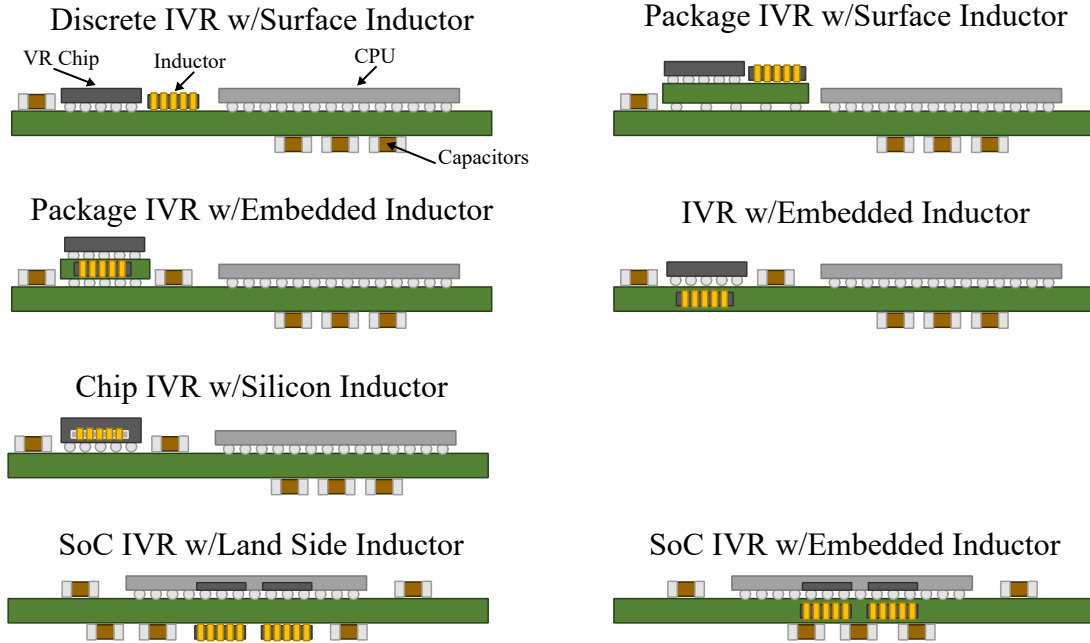 Discrete IVR w/Surface Inductor
Package IVR w/Surface Inductor
VR Chip
Inductor
CPU
Capacitors
Package IVR w/Embedded Inductor
IVR w/Embedded Inductor
Chip IVR w/Silicon Inductor
SoC IVR w/Land Side Inductor
SoC IVR w/Embedded Inductor